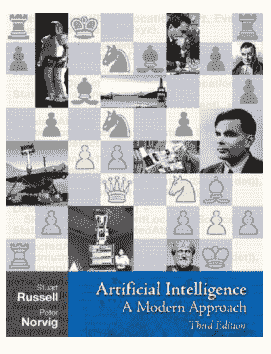 Stuart
Russell
Peter
Norvig
Artificial Intelligence
A Modern Approach
Third Edition